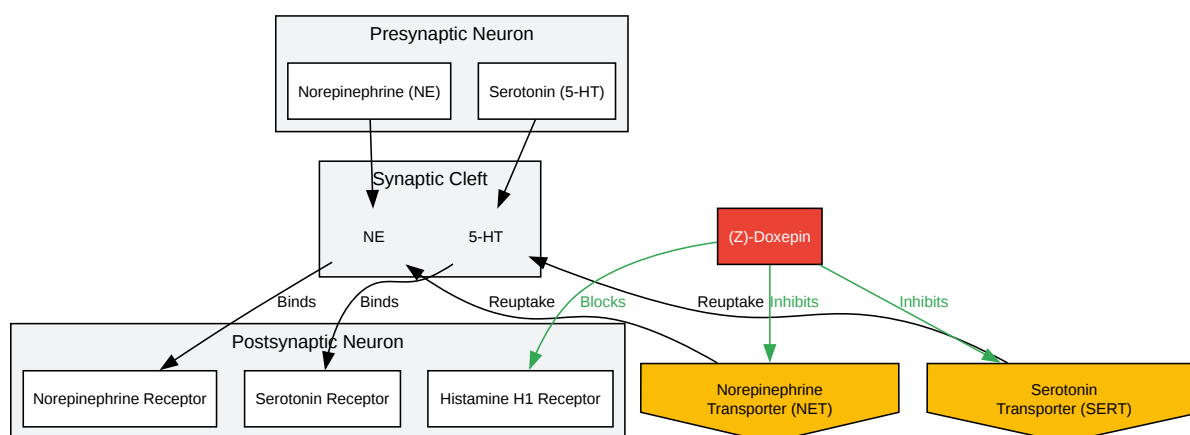 Presynaptic Neuron
Norepinephrine (NE)
Serotonin (5-HT)
Synaptic Cleft
NE
5-HT
(Z)-Doxepin
Binds
Binds
Reuptake
Blocks
Reuptake
Inhibits
Inhibits
Postsynaptic Neuron
Norepinephrine Receptor
Serotonin Receptor
Histamine H1 Receptor
Norepinephrine
Transporter (NET)
Serotonin
Transporter (SERT)